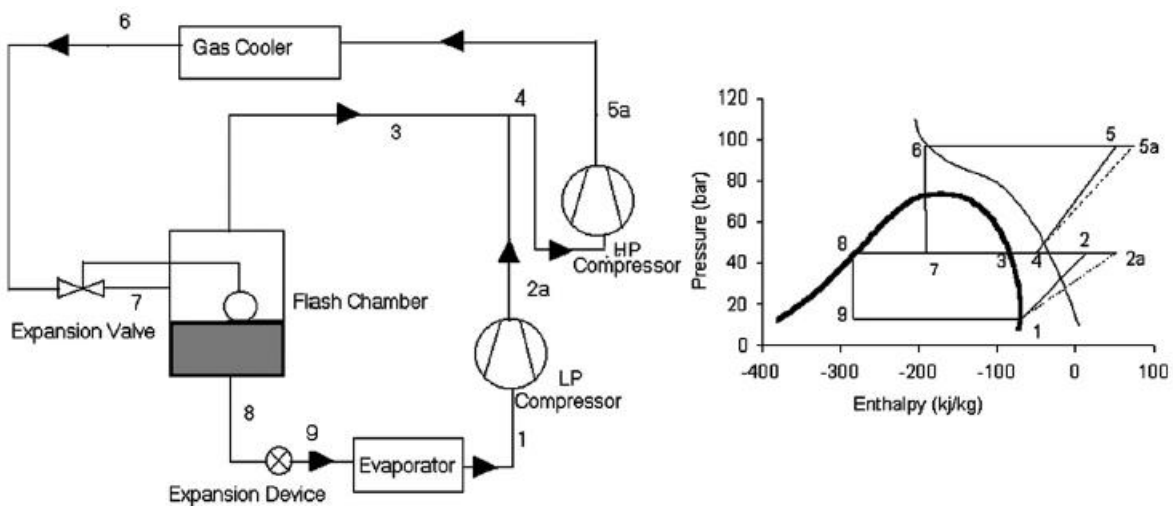 6
Gas Cooler
3
4
5a
HP
Compressor
7
Expansion Valve
Flash Chamber
2a
LP
Compressor
8
9
1
Evaporator
Expansion Device
Pressure (bar)
120
100
80
60
40
20
0
-400
-300
-200
-100
0
100
Enthalpy (kj/kg)
6
5
5a
8
7
3
4
2
2a
9
1